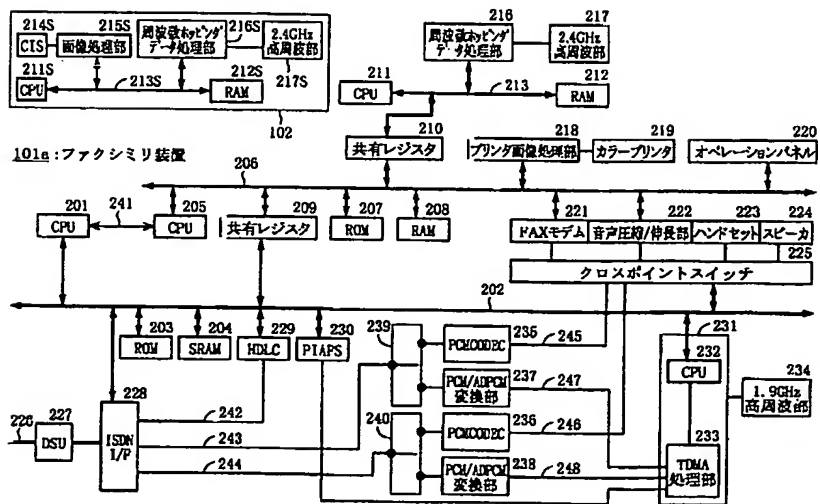 214S
215S
216S
CIS
画像処理部
周波数ホッピング
データ処理部
2.4GHz
高周波部
217S
211S
CPU
213S
212S
RAM
102
216
217
周波数ホッピング
データ処理部
2.4GHz
高周波部
211
CPU
213
212
RAM
101a:ファクシミリ装置
210
共有レジスタ
218
プリンタ画像処理部
219
カラープリンタ
220
オペレーションパネル
206
201
CPU
241
205
CPU
209
共有レジスタ
207
ROM
208
RAM
221
FAXモデム
222
音声圧縮/伸長部
223
ハンドセット
224
スピーカ
225
クロスポイントスイッチ
202
203
ROM
204
SRAM
229
HDLC
230
PIAFS
239
235
PCMCODEC
245
237
PCM/ADPCM
変換部
247
231
232
CPU
234
1.9GHz
高周波部
226
227
DSU
228
ISDN
I/F
242
243
244
240
236
PCMCODEC
246
238
PCM/ADPCM
変換部
248
233
TDMA
処理部